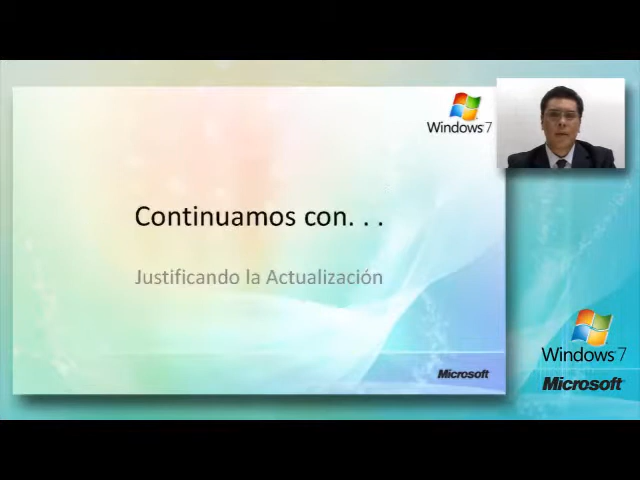 Windows 7
Continuamos con. . .
Justificando la Actualización
Microsoft
Windows 7
Microsoft